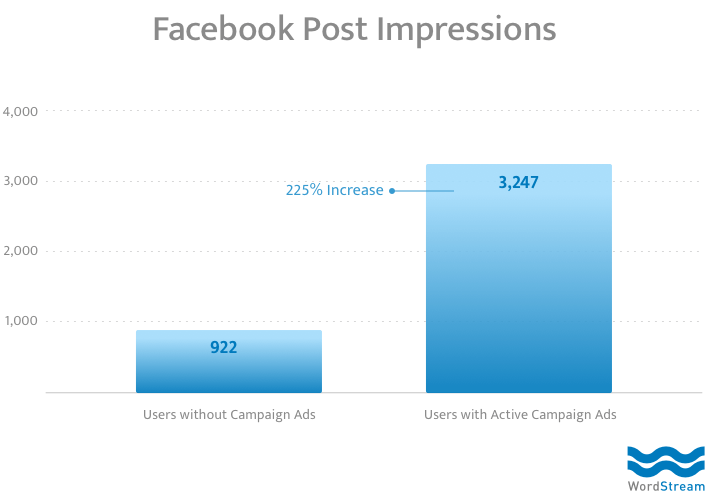 Facebook Post Impressions
4,000
3,000
2,000
1,000
225% Increase
3,247
922
Users without Campaign Ads
Users with Active Campaign Ads
WordStream